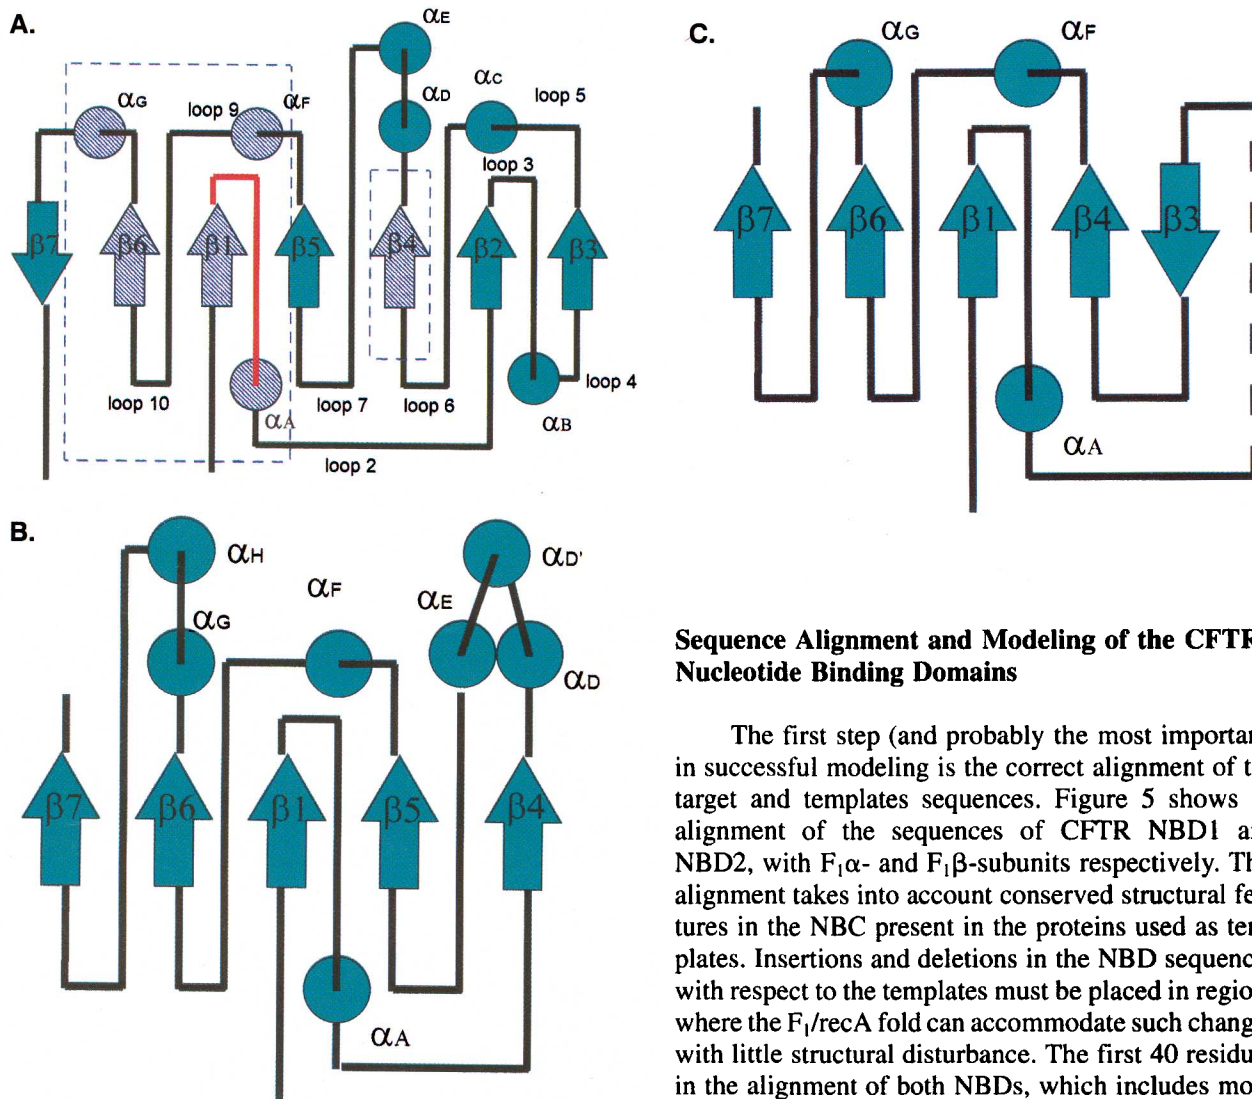 A.
αE
αG
loop 9
αF
αD
αC
loop 5
loop 3
β7
β6
β1
β5
β4
β2
β3
loop 10
αA
loop 7
loop 6
loop 4
αB
loop 2
B.
αH
αD'
αF
αE
αG
αD
β7
β6
β1
β5
β4
αA
C.
αG
αF
β7
β6
β1
β4
β3
αA
Sequence Alignment and Modeling of the CFTR
Nucleotide Binding Domains
The first step (and probably the most importan
in successful modeling is the correct alignment of t
target and templates sequences. Figure 5 shows
alignment of the sequences of CFTR NBD1 a
NBD2, with F₁α- and F₁β-subunits respectively. Th
alignment takes into account conserved structural fe
tures in the NBC present in the proteins used as ter
plates. Insertions and deletions in the NBD sequenc
with respect to the templates must be placed in regio
where the F₁/recA fold can accommodate such chang
with little structural disturbance. The first 40 residu
in the alignment of both NBDs, which includes mo